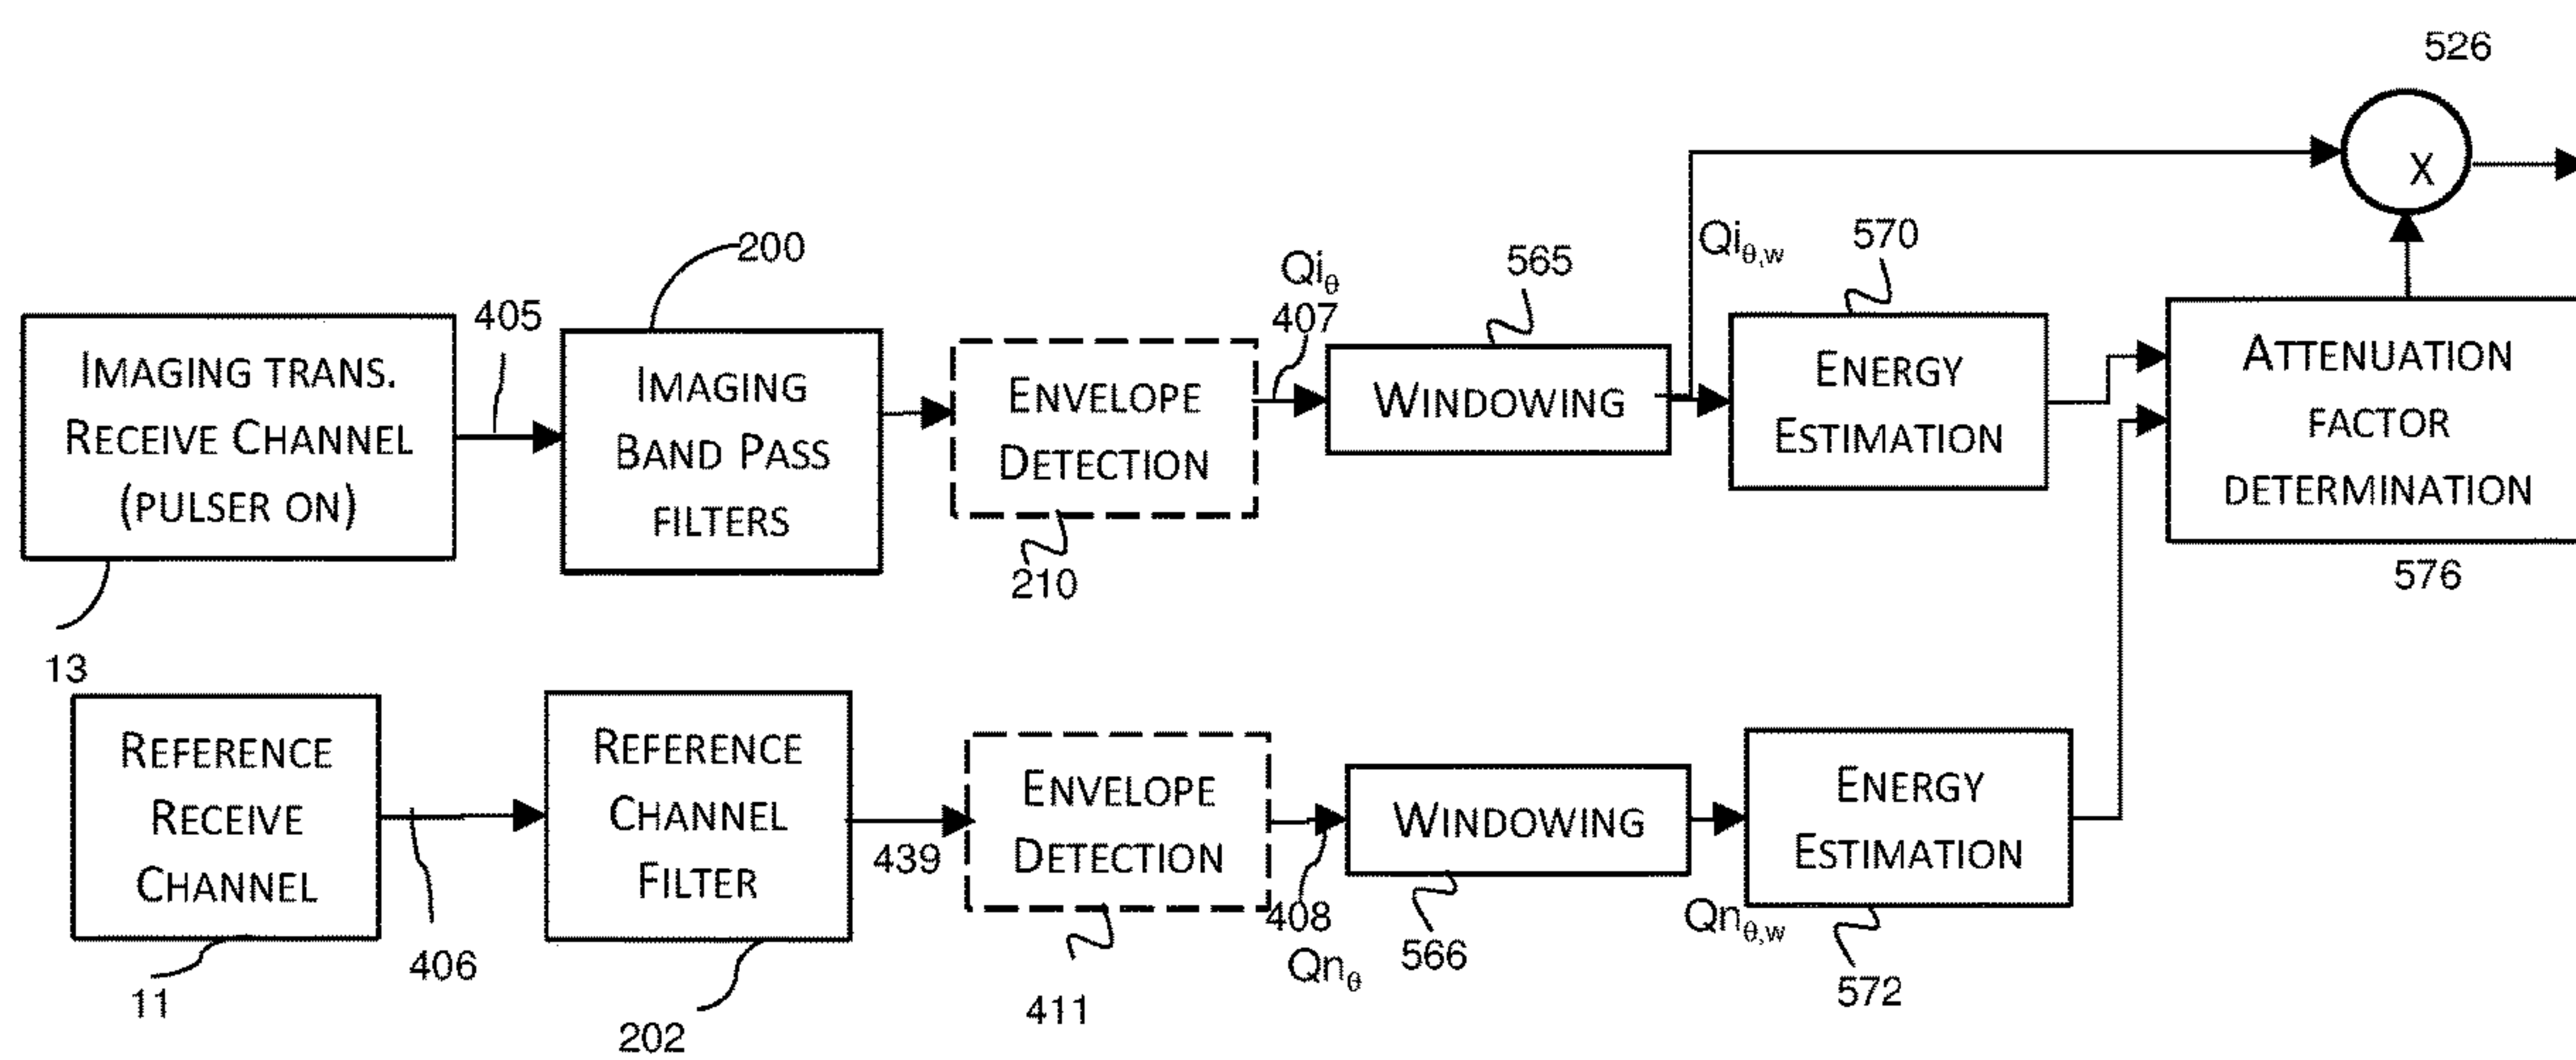 526
X
200
405
Qiθ
407
565
Qiθ,w
570
IMAGING TRANS.
RECEIVE CHANNEL
(PULSER ON)
IMAGING
BAND PASS
FILTERS
ENVELOPE
DETECTION
WINDOWING
ENERGY
ESTIMATION
ATTENUATION
FACTOR
DETERMINATION
13
210
576
REFERENCE
RECEIVE
CHANNEL
REFERENCE
CHANNEL
FILTER
439
ENVELOPE
DETECTION
408
Qnθ
WINDOWING
Qnθ,w
ENERGY
ESTIMATION
11
406
202
411
566
572